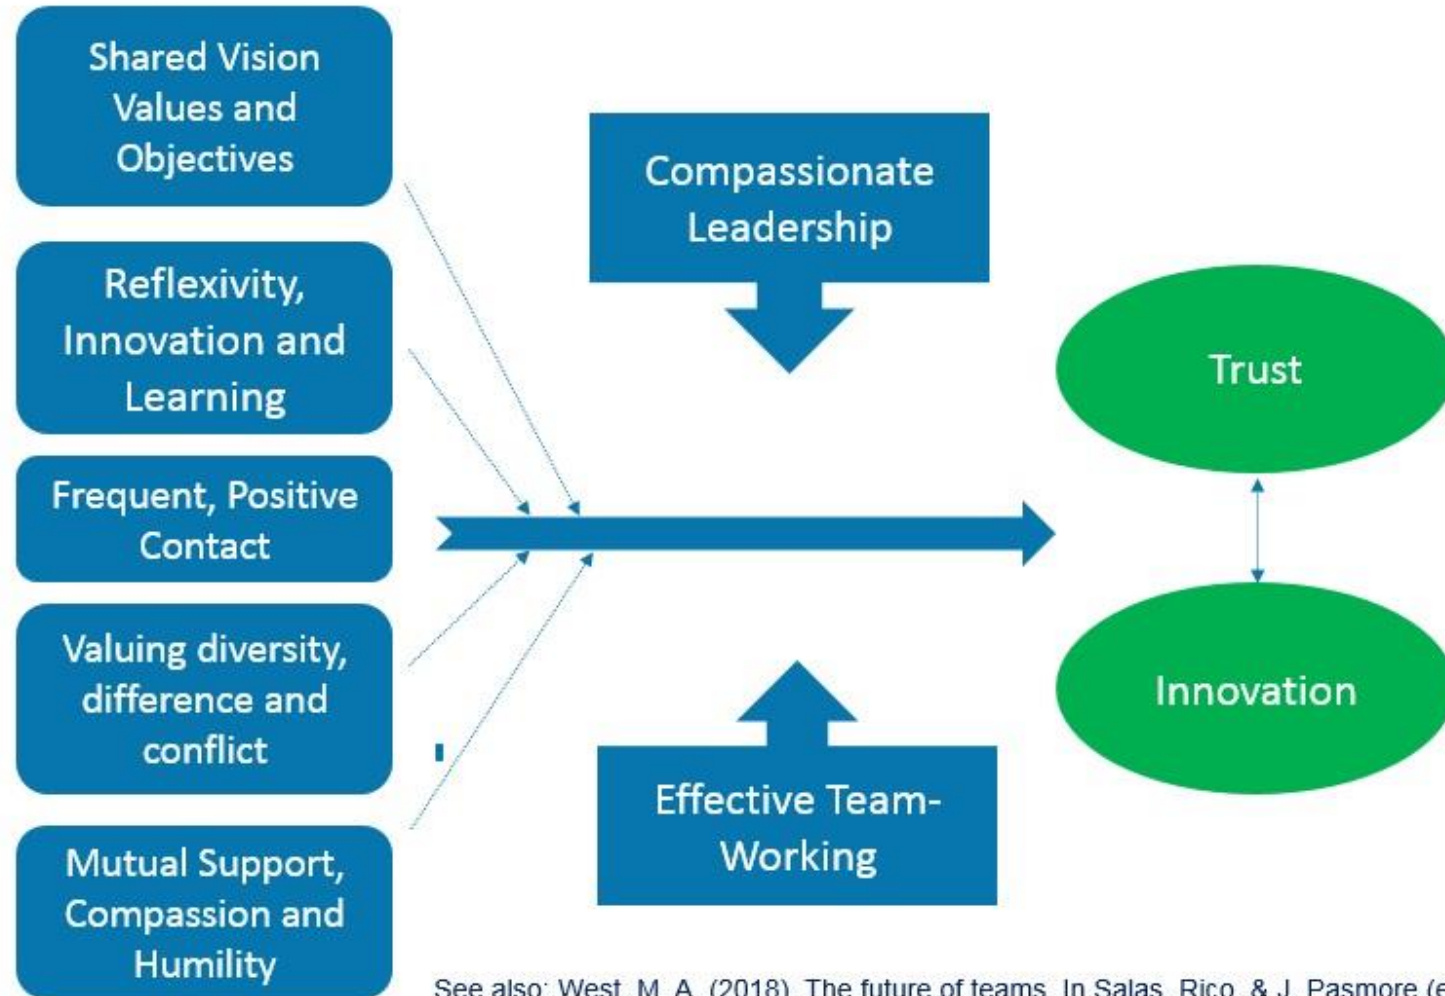 Shared Vision
Values and
Objectives
Reflexivity,
Innovation and
Learning
Frequent, Positive
Contact
Valuing diversity,
difference and
conflict
Mutual Support,
Compassion and
Humility
Compassionate
Leadership
Effective Team-
Working
Trust
Innovation
See also: West, M. A. (2018). The future of teams. In Salas, Rico, & J. Pasmore (e